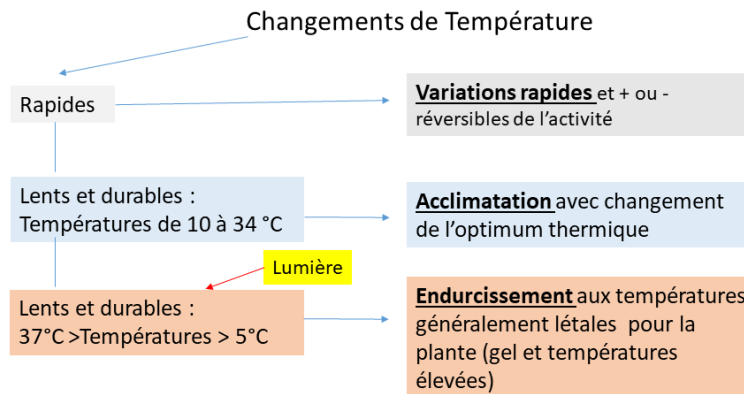 Changements de Température
Rapides
Variations rapides et + ou -
réversibles de l'activité
Lents et durables :
Températures de 10 à 34 °C
Acclimatation avec changement
de l'optimum thermique
Lumière
Lents et durables :
37°C >Températures > 5°C
Endurcissement aux températures
généralement létales pour la
plante (gel et températures
élevées)